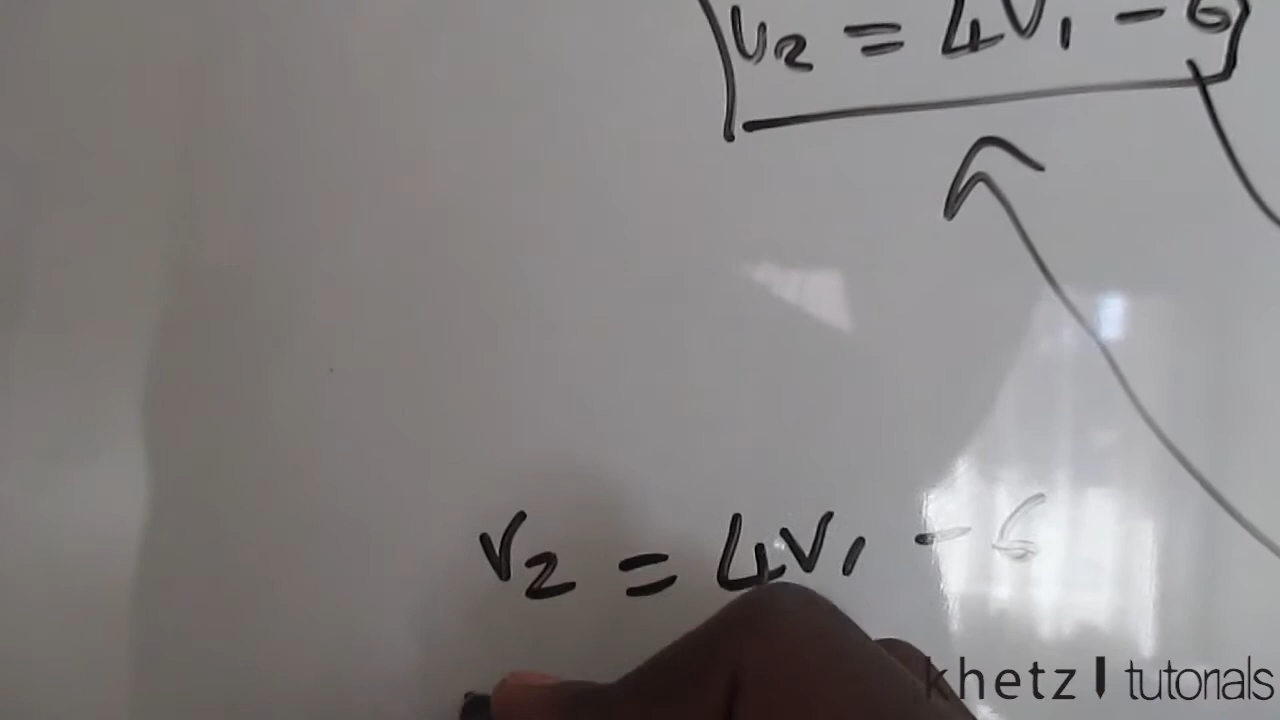 V₂ = 4V₁ - 6
V₂ = 4V₁ - 6
khetz tutorials